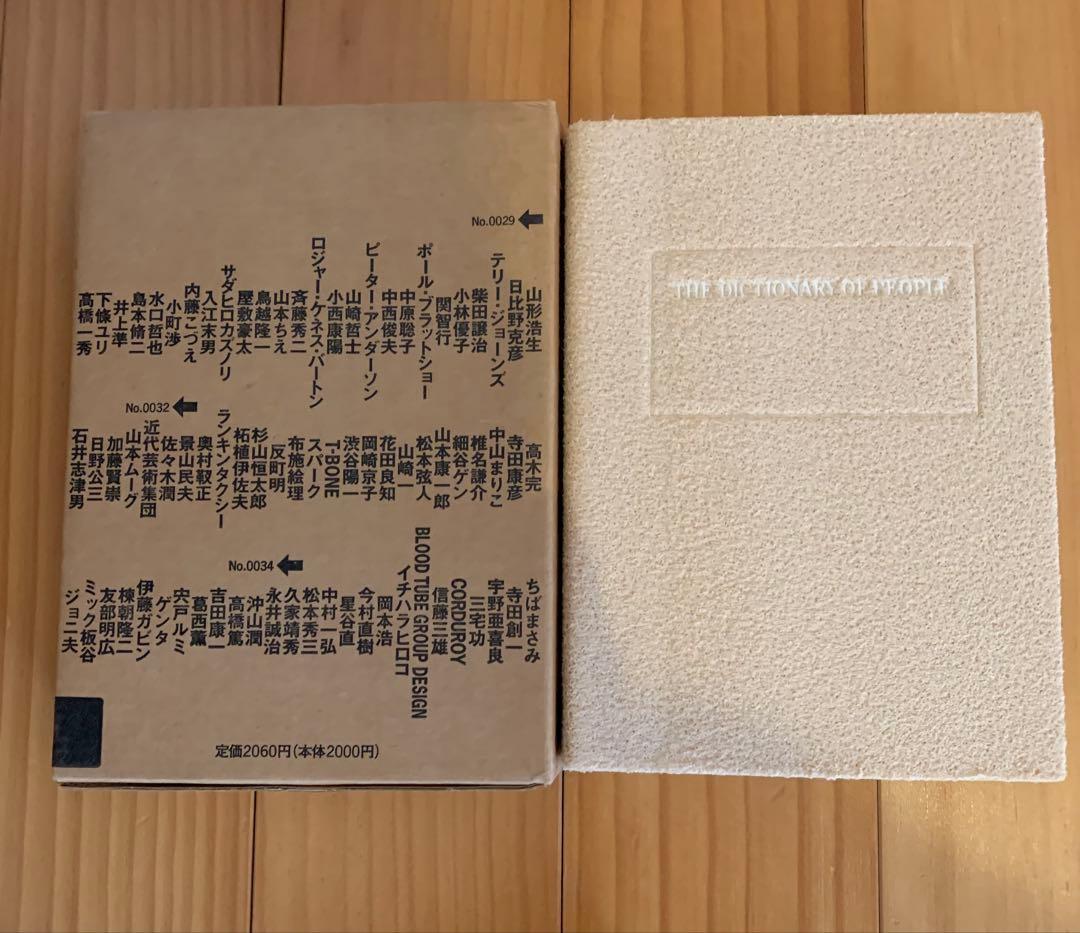 No.0029
山形浩生
日比野克彦
テリー・ジョーンズ
柴田譲治
小林優子
関智行
ポール・ブラットショー
中原聡子
中西俊夫
ピーター・アンダーソン
山崎哲士
小西康陽
ロジャー・ケネス・バートン
斉藤秀二
山本ちえ
鳥越隆一
屋敷豪太
サダヒロカズノリ
入江末男
内藤こづえ
小町渉
水口哲也
島本脩二
井上準
下條ユリ
高橋一秀
No.0032
高木完
寺田康彦
中山まりこ
椎名謙介
細谷ゲン
山本康一郎
松本弦人
山崎一
花田良知
岡崎京子
渋谷陽一
T-BONE
スパーク
布施絵理
反町明
杉山恒太郎
柘植伊佐夫
ランキンタクシー
奥村靫正
景山民夫
佐々木潤
近代芸術集団
山本ムーグ
加藤賢崇
日野公三
石井志津男
No.0034
ちばまさみ
寺田創一
宇野亜喜良
川宅功
CORDUROY
信藤三雄
BLOOD TUBE GROUP DESIGN
イチハラヒロコ
岡本浩
今村直樹
星谷直
中村一弘
松本秀三
久家靖秀
永井誠治
沖山潤
高橋篤
吉田康一
葛西薫
宍戸ルミ
ゲンタ
伊藤ガビン
棟朝隆二
友部明広
ミック板谷
ジョニ夫
定価2060円(本体2000円)
THE DICTIONARY OF PEOPLE